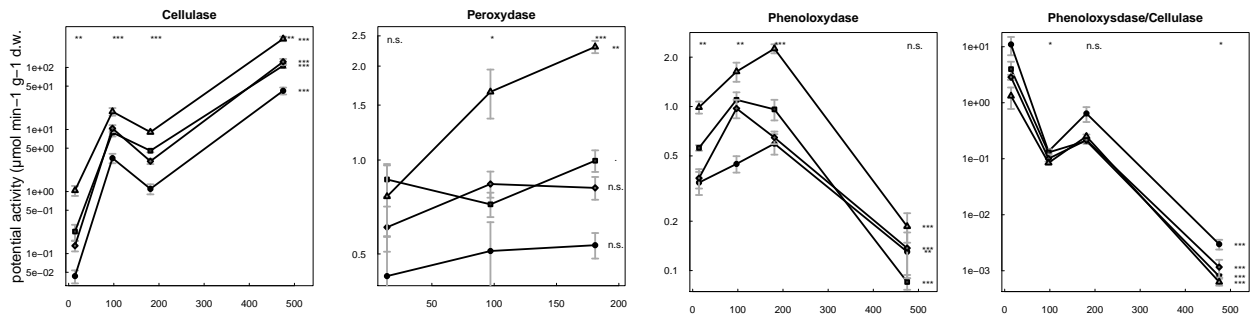 Cellulase
Peroxydase
Phenoloxydase
Phenoloxysdase/Cellulase
potential activity (µmol min−1 g−1 d.w.
** *** *** ** ***
1e+02
5e+01
1e+01
5e+00
1e+00
5e−01
1e−01
5e−02
***
***
***
0 100 200 300 400 500
n.s. * ***
2.5
2.0
1.5
1.0
0.5
**
.
n.s.
n.s.
50 100 150 200
** ** *** n.s.
2.0
1.0
0.5
0.2
0.1
***
***
**
***
0 100 200 300 400 500
* n.s. *
1e+01
1e+00
1e−01
1e−02
1e−03
***
***
***
***
0 100 200 300 400 500